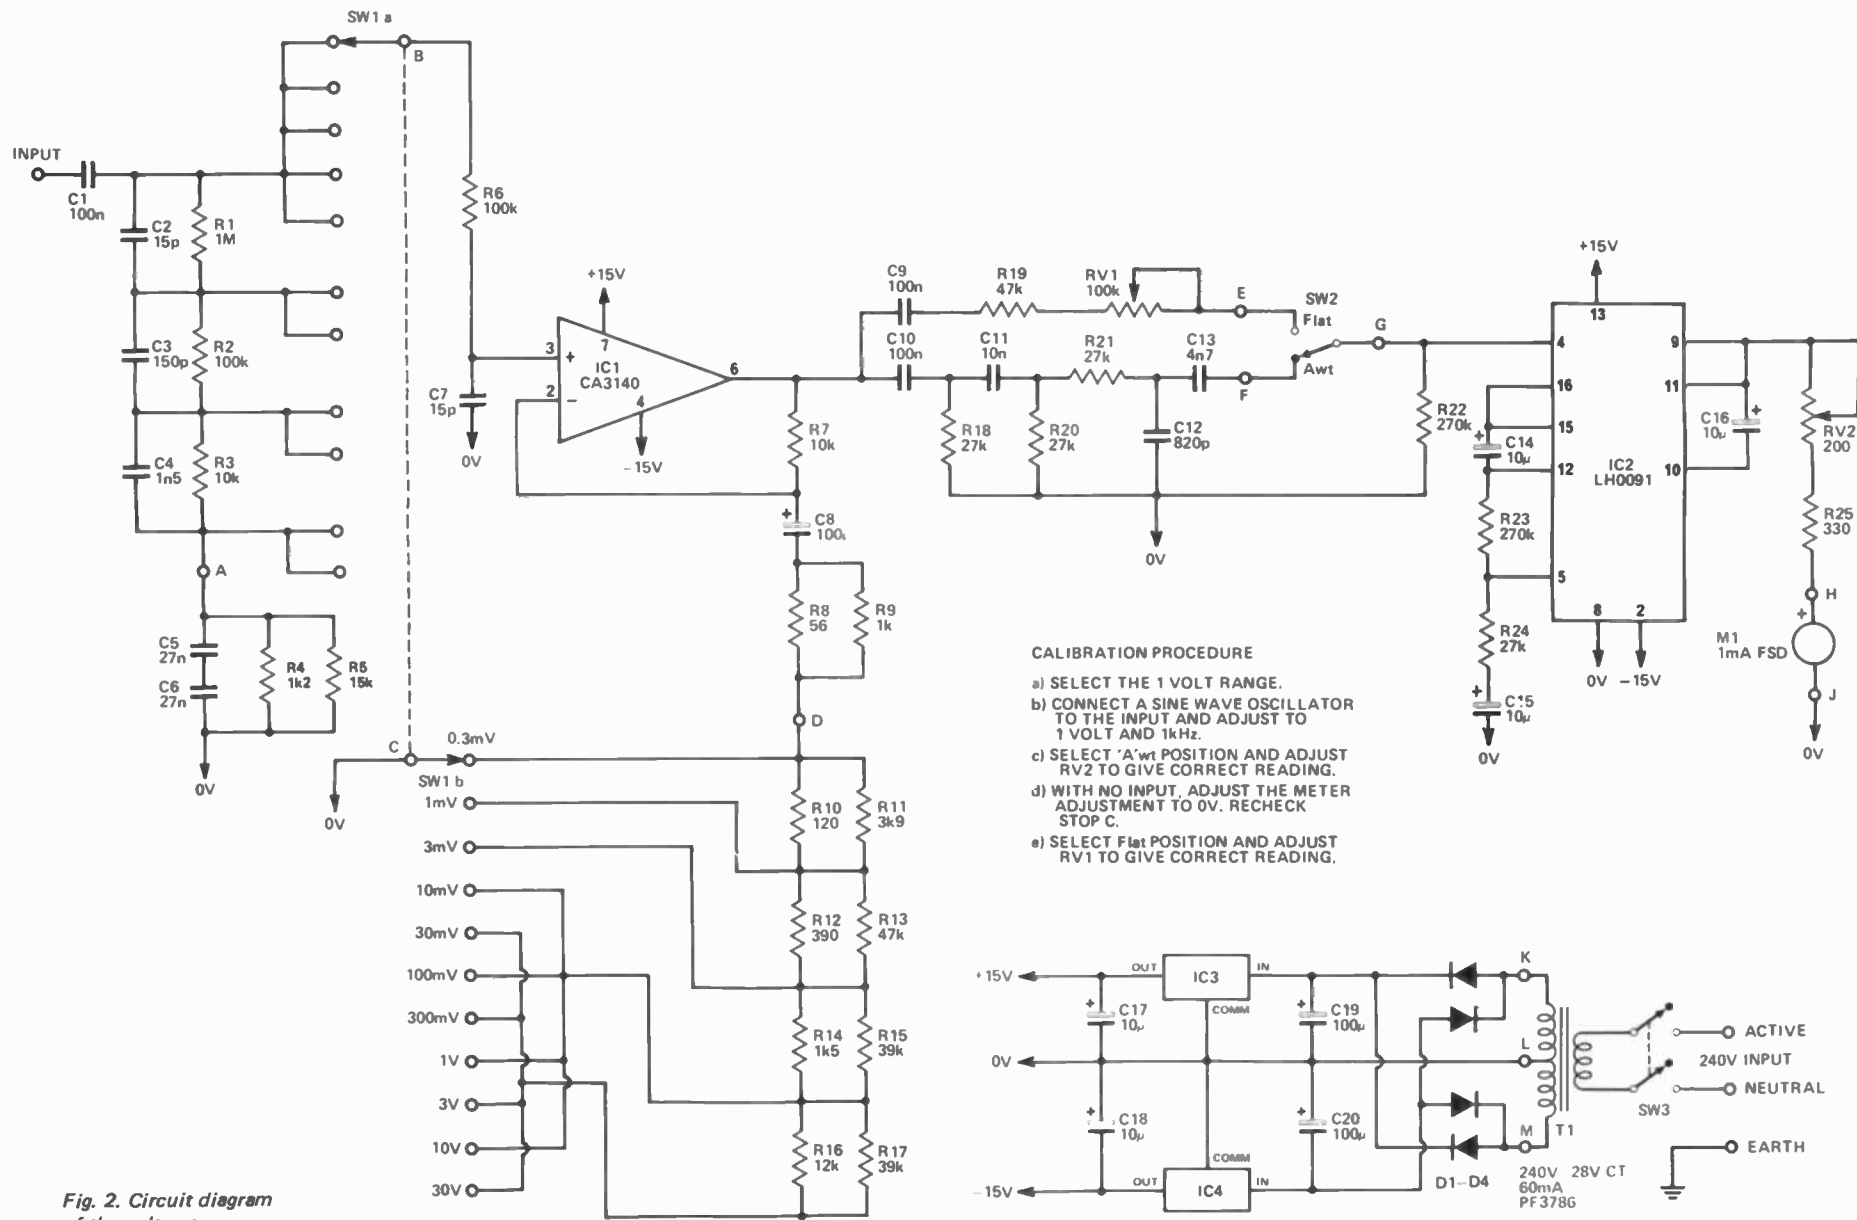 SW1 a
B
INPUT
C1
100n
C2
15p
R1
1M
C3
150p
R2
100k
C4
1n5
R3
10k
A
C5
27n
C6
27n
R4
1k2
R5
15k
0V
R6
100k
C7
15p
0V
+15V
3
+
2
–
7
IC1
CA3140
4
6
–15V
R7
10k
+
C8
R8
56
R9
1k
D
C
0V
SW1 b
0.3mV
1mV
3mV
10mV
30mV
100mV
300mV
1V
3V
10V
30V
R10
120
R11
3k9
R12
390
R13
47k
R14
1k5
R15
39k
R16
12k
R17
39k
C9
100n
R19
47k
RV1
100k
E
SW2
Flat
C10
100n
C11
10n
R21
27k
C13
4n7
F
Awt
G
R18
27k
R20
27k
C12
820p
R22
270k
0V
+15V
13
4
9
16
11
15
12
10
5
8
2
IC2
LH0091
+
C14
10µ
R23
270k
R24
27k
+
C15
10µ
0V
0V
–15V
+
C16
10µ
RV2
200
R25
330
H
+
M1
1mA FSD
J
0V
CALIBRATION PROCEDURE
a) SELECT THE 1 VOLT RANGE.
b) CONNECT A SINE WAVE OSCILLATOR
TO THE INPUT AND ADJUST TO
1 VOLT AND 1kHz.
c) SELECT 'A'wt POSITION AND ADJUST
RV2 TO GIVE CORRECT READING.
d) WITH NO INPUT, ADJUST THE METER
ADJUSTMENT TO 0V. RECHECK
STOP C.
e) SELECT Flat POSITION AND ADJUST
RV1 TO GIVE CORRECT READING.
+15V
OUT
IC3
IN
COMM
+
C17
10µ
+
C19
100µ
0V
+
C18
10µ
+
C20
100µ
COMM
–15V
OUT
IC4
IN
K
L
M
D1–D4
T1
240V 28V CT
60mA
PF3786
SW3
ACTIVE
240V INPUT
NEUTRAL
EARTH
Fig. 2. Circuit diagram